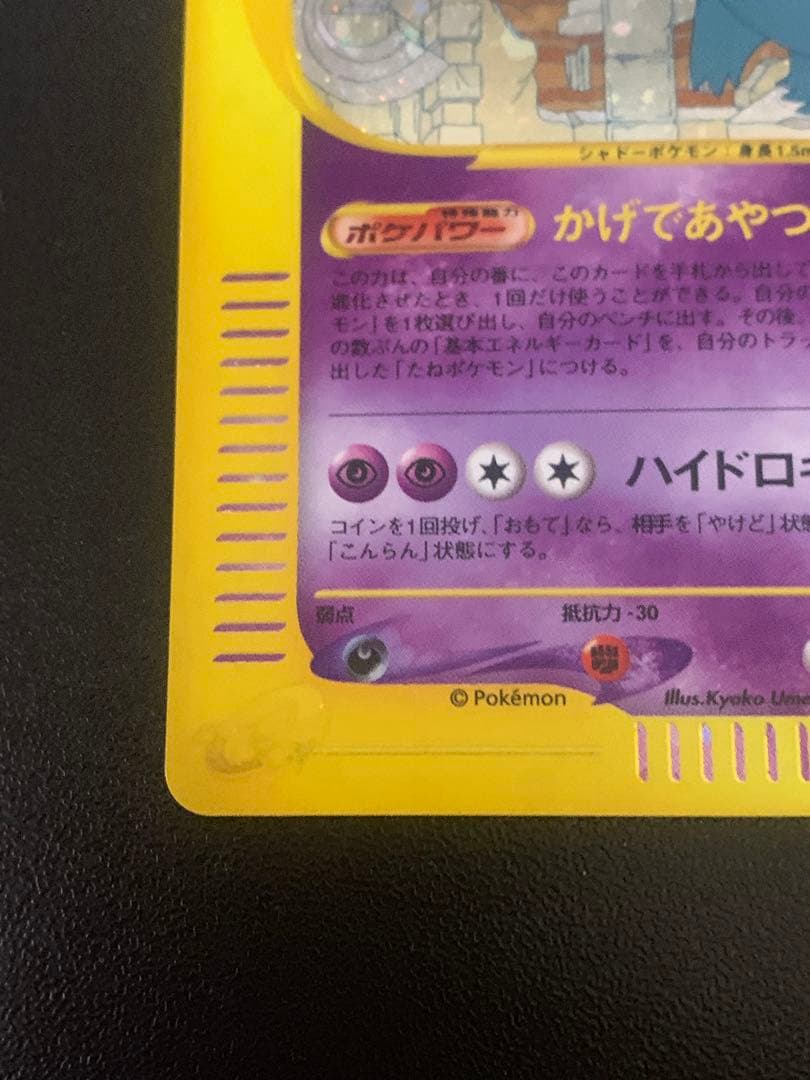 シャドーポケモン：身長1.5m
特殊能力
ポケパワー
かげであやつ
この力は、自分の番に、このカードを手札から出して
進化させたとき、1回だけ使うことができる。自分の
モン」を1枚選び出し、自分のベンチに出す。その後、
の数ぶんの「基本エネルギーカード」を、自分のトラッ
出した「たねポケモン」につける。
ハイドロキ
コインを1回投げ、「おもて」なら、相手を「やけど」状態
「こんらん」状態にする。
弱点
抵抗力 -30
© Pokémon
Illus.Kyoko Ume